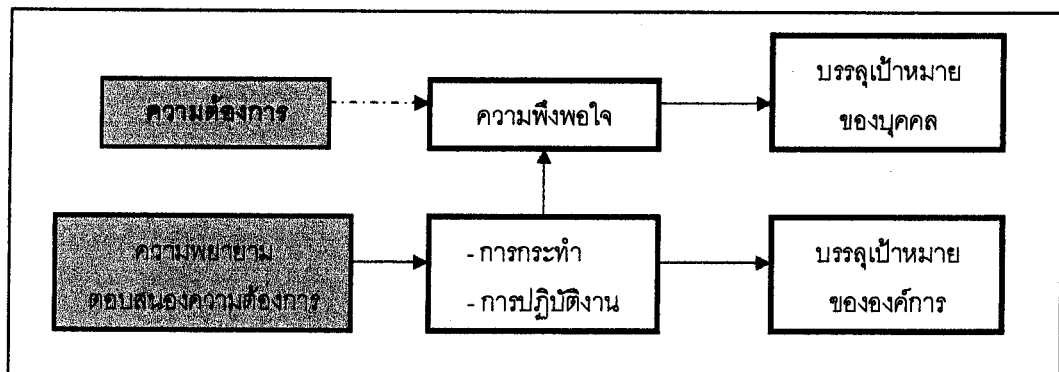 ความต้องการ
ความพึงพอใจ
บรรลุเป้าหมาย
ของบุคคล
ความพยายาม
ตอบสนองความต้องการ
- การกระทำ
- การปฏิบัติงาน
บรรลุเป้าหมาย
ขององค์การ